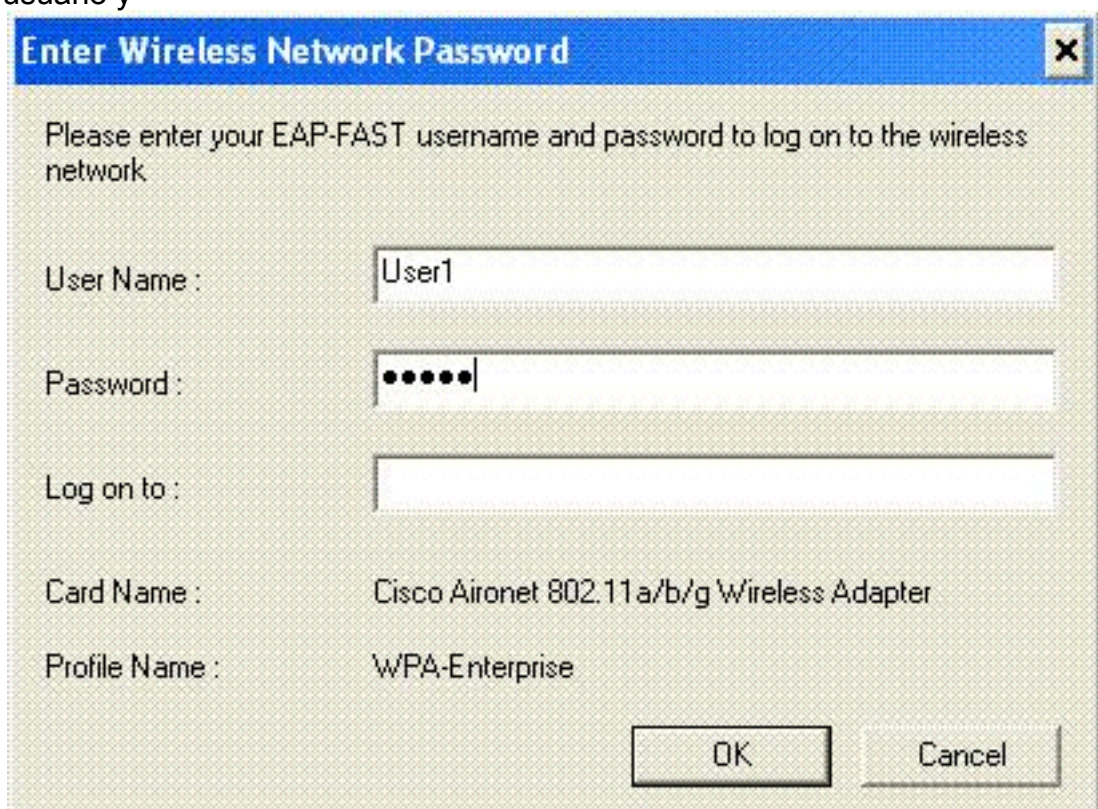 usuario y
Enter Wireless Network Password
Please enter your EAP-FAST username and password to log on to the wireless
network
User Name :
User1
Password :
•••••
Log on to :
Card Name :
Cisco Aironet 802.11a/b/g Wireless Adapter
Profile Name :
WPA-Enterprise
OK
Cancel